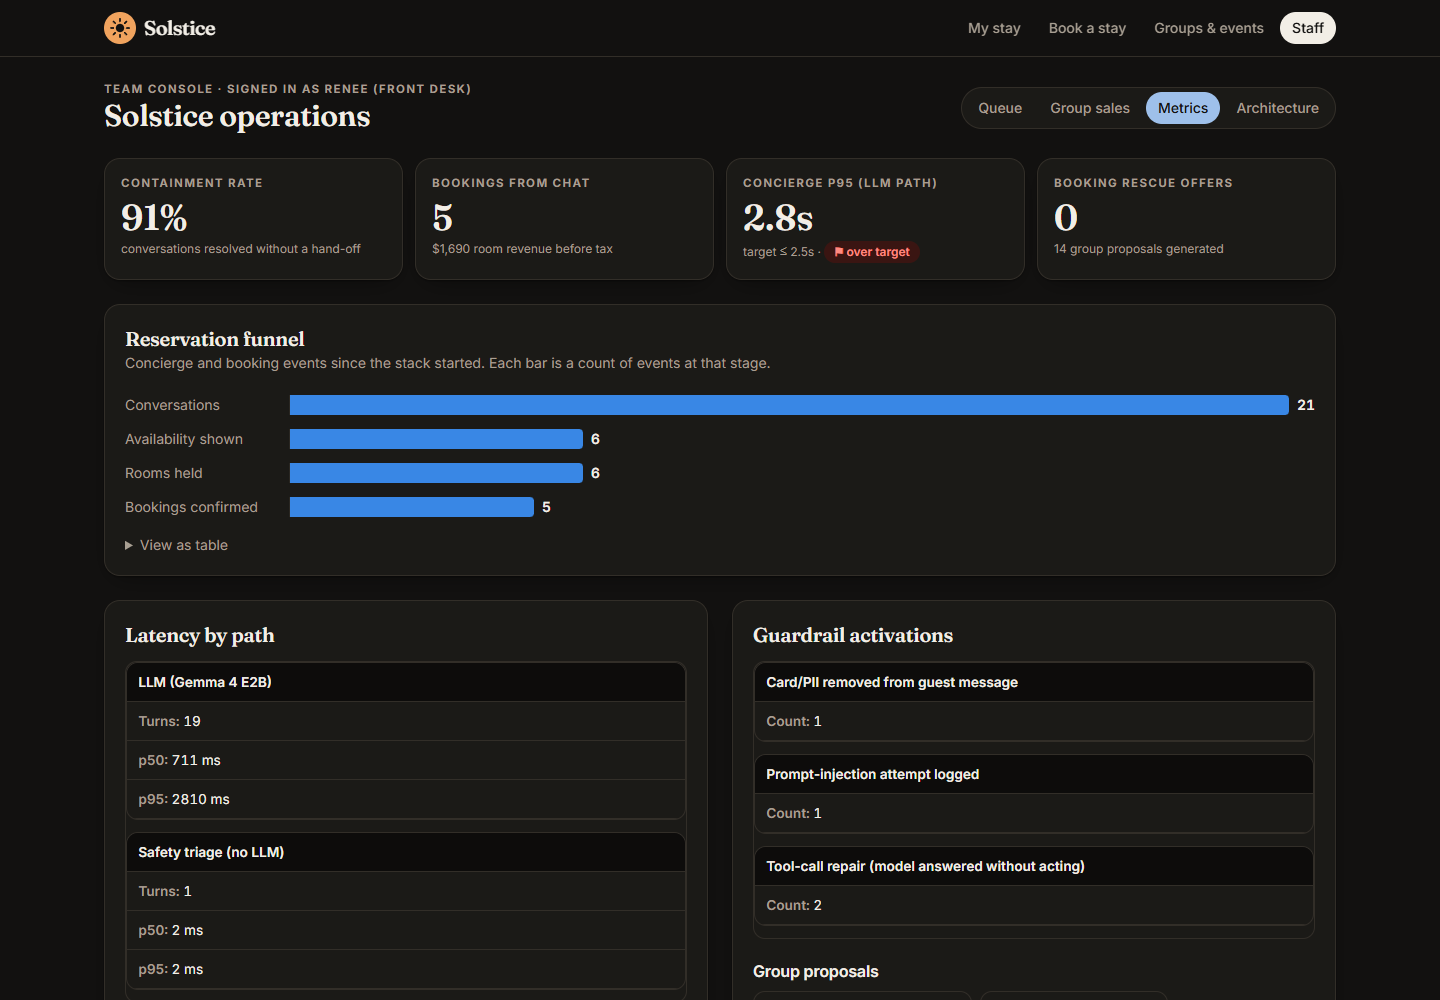 Solstice
My stay
Book a stay
Groups & events
Staff
TEAM CONSOLE · SIGNED IN AS RENEE (FRONT DESK)
Solstice operations
Queue
Group sales
Metrics
Architecture
CONTAINMENT RATE
91%
conversations resolved without a hand-off
BOOKINGS FROM CHAT
5
$1,690 room revenue before tax
CONCIERGE P95 (LLM PATH)
2.8s
target ≤ 2.5s · over target
BOOKING RESCUE OFFERS
0
14 group proposals generated
Reservation funnel
Concierge and booking events since the stack started. Each bar is a count of events at that stage.
Conversations 21
Availability shown 6
Rooms held 6
Bookings confirmed 5
View as table
Latency by path
LLM (Gemma 4 E2B)
Turns: 19
p50: 711 ms
p95: 2810 ms
Safety triage (no LLM)
Turns: 1
p50: 2 ms
p95: 2 ms
Guardrail activations
Card/PII removed from guest message
Count: 1
Prompt-injection attempt logged
Count: 1
Tool-call repair (model answered without acting)
Count: 2
Group proposals